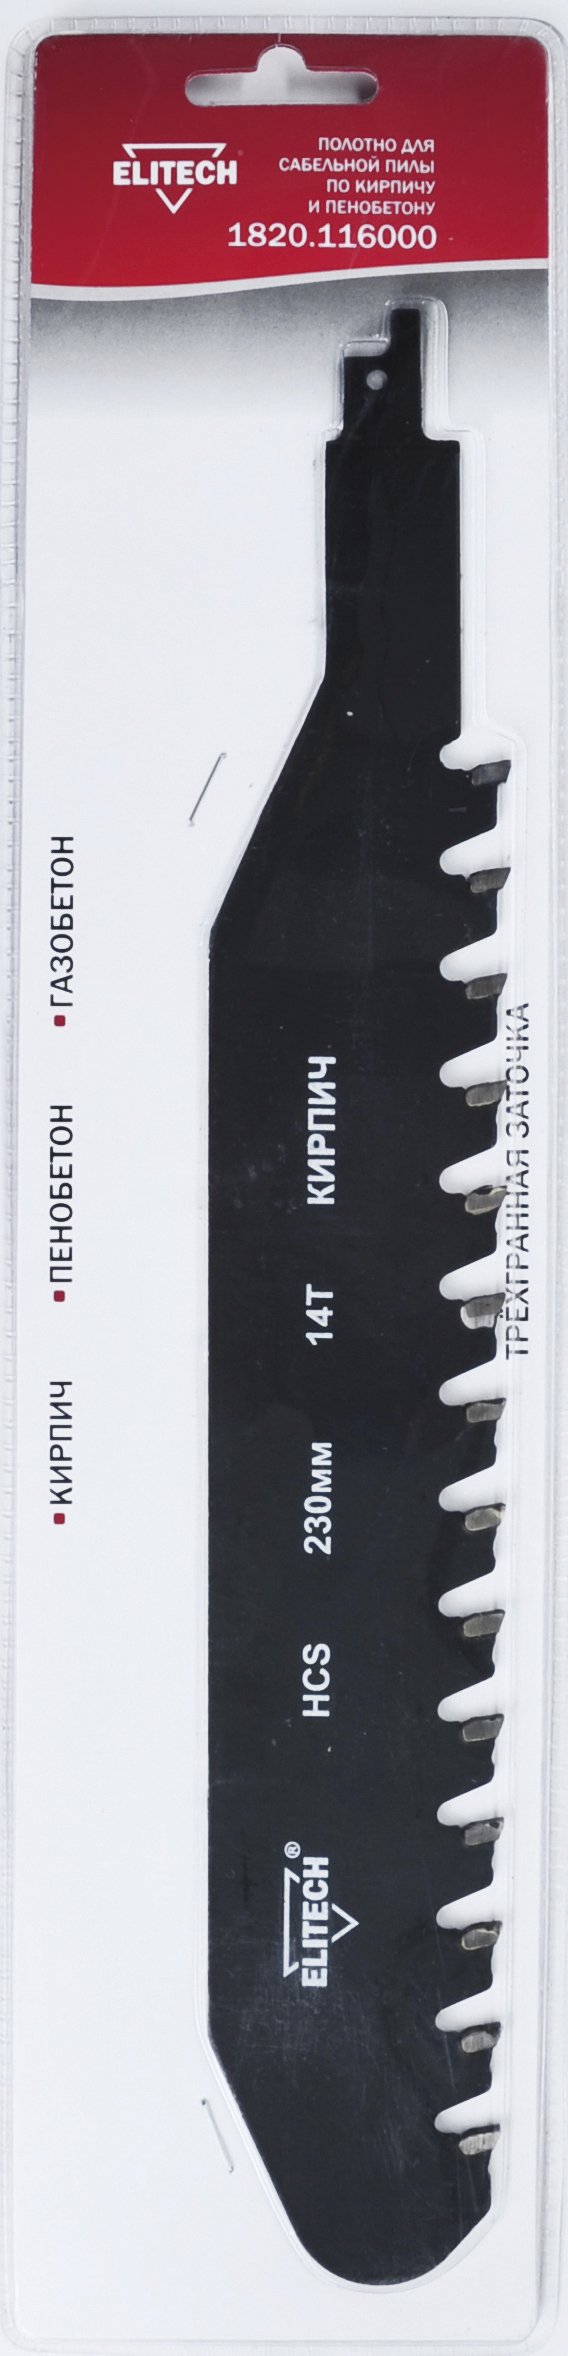 ELITECH
ПОЛОТНО ДЛЯ
САБЕЛЬНОЙ ПИЛЫ
ПО КИРПИЧУ
И ПЕНОБЕТОНУ
1820.116000
•КИРПИЧ •ПЕНОБЕТОН •ГАЗОБЕТОН
ELITECH® HCS 230мм 14Т КИРПИЧ
ТРЁХГРАННАЯ ЗАТОЧКА